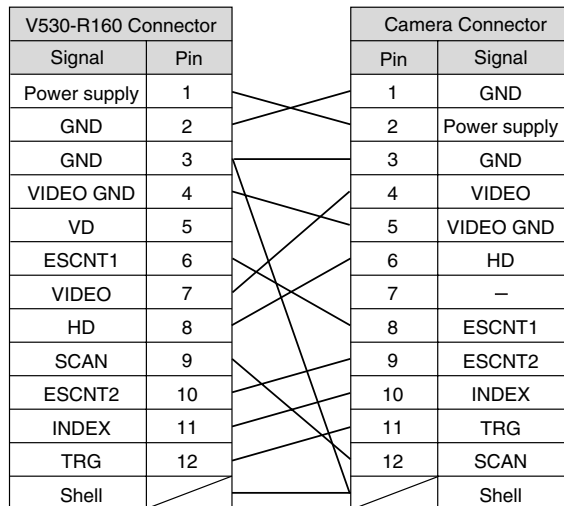 V530-R160 Connector Camera Connector
Signal Pin Pin Signal
Power supply 1 1 GND
GND 2 2 Power supply
GND 3 3 GND
VIDEO GND 4 4 VIDEO
VD 5 5 VIDEO GND
ESCNT1 6 6 HD
VIDEO 7 7 –
HD 8 8 ESCNT1
SCAN 9 9 ESCNT2
ESCNT2 10 10 INDEX
INDEX 11 11 TRG
TRG 12 12 SCAN
Shell Shell